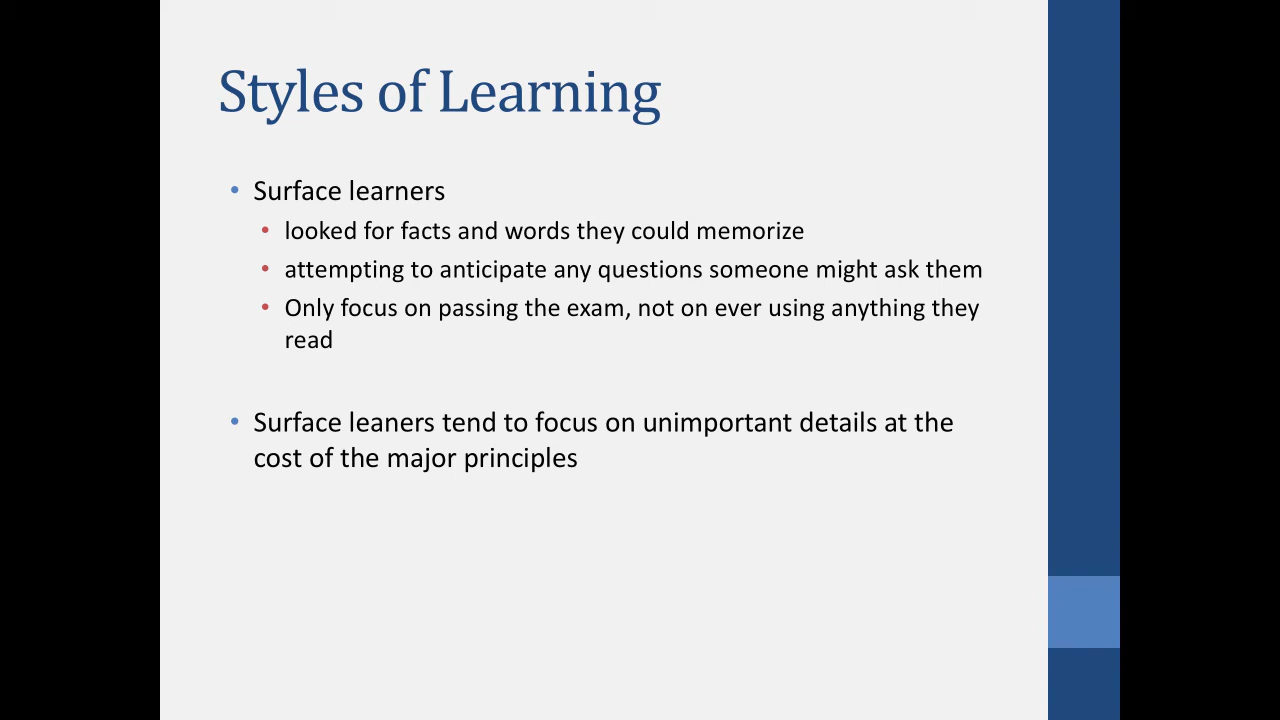 Styles of Learning
• Surface learners
• looked for facts and words they could memorize
• attempting to anticipate any questions someone might ask them
• Only focus on passing the exam, not on ever using anything they
read
• Surface leaners tend to focus on unimportant details at the
cost of the major principles